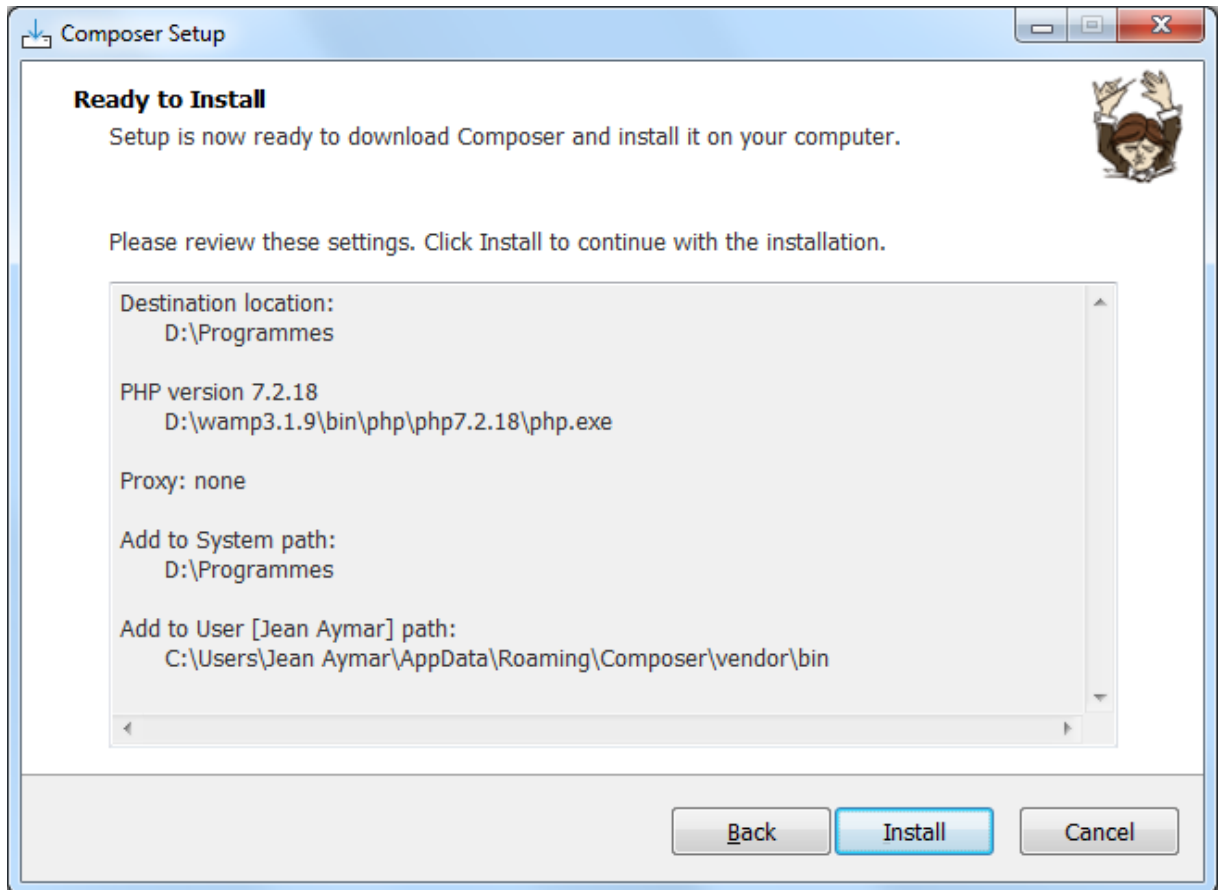 Composer Setup
Ready to Install
Setup is now ready to download Composer and install it on your computer.
Please review these settings. Click Install to continue with the installation.
Destination location:
D:\Programmes
PHP version 7.2.18
D:\wamp3.1.9\bin\php\php7.2.18\php.exe
Proxy: none
Add to System path:
D:\Programmes
Add to User [Jean Aymar] path:
C:\Users\Jean Aymar\AppData\Roaming\Composer\vendor\bin
Back Install Cancel